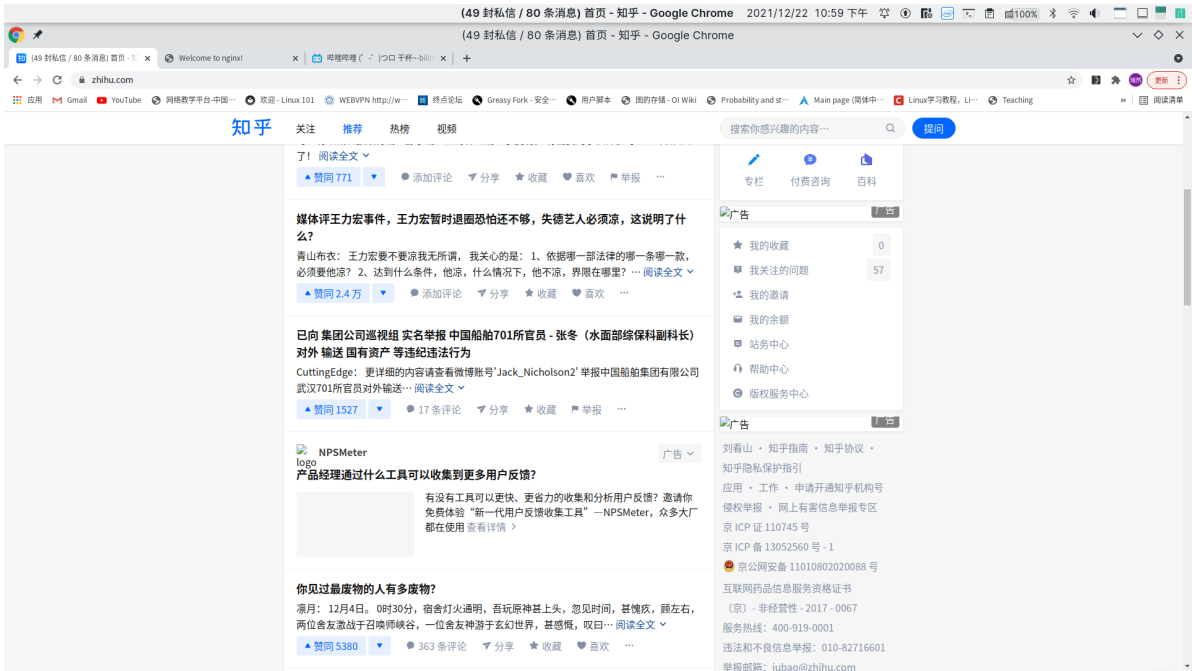 (49 封私信 / 80 条消息) 首页 - 知乎 - Google Chrome 2021/12/22 10:59 下午 100%
(49 封私信 / 80 条消息) 首页 - 知乎 - Google Chrome
(49 封私信 / 80 条消息) 首页 - 知 Welcome to nginx! 哔哩哔哩 (゜-゜)つロ 干杯~-bilib
zhihu.com 更新
应用 Gmail YouTube 网络教学平台-中国… 欢迎 - Linux 101 WEBVPN http://w… 终点论坛 Greasy Fork - 安全… 用户脚本 图的存储 - OI Wiki Probability and st… Main page (简体中… Linux学习教程，Li… Teaching » 阅读清单
知乎 关注 推荐 热榜 视频 搜索你感兴趣的内容… 提问
了！ 阅读全文
赞同 771 添加评论 分享 收藏 喜欢 举报 …
媒体评王力宏事件，王力宏暂时退圈恐怕还不够，失德艺人必须凉，这说明了什
么？
青山布衣： 王力宏要不要凉我无所谓， 我关心的是： 1、依据哪一部法律的哪一条哪一款，
必须要他凉？ 2、达到什么条件，他凉，什么情况下，他不凉，界限在哪里？… 阅读全文
赞同 2.4 万 添加评论 分享 收藏 喜欢 …
已向 集团公司巡视组 实名举报 中国船舶701所官员 - 张冬（水面部综保科副科长）
对外 输送 国有资产 等违纪违法行为
CuttingEdge： 更详细的内容请查看微博账号'Jack_Nicholson2' 举报中国船舶集团有限公司
武汉701所官员对外输送… 阅读全文
赞同 1527 17 条评论 分享 收藏 举报 …
logo NPSMeter 广告
产品经理通过什么工具可以收集到更多用户反馈？
有没有工具可以更快、更省力的收集和分析用户反馈？邀请你
免费体验“新一代用户反馈收集工具”—NPSMeter，众多大厂
都在使用 查看详情
你见过最废物的人有多废物？
凛月： 12月4日。 0时30分，宿舍灯火通明，吾玩原神甚上头，忽见时间，甚愧疚，顾左右，
两位舍友激战于召唤师峡谷，一位舍友神游于玄幻世界，甚感慨，叹曰… 阅读全文
赞同 5380 363 条评论 分享 收藏 喜欢 …
专栏 付费咨询 百科
广告 广告
我的收藏 0
我关注的问题 57
我的邀请
我的余额
站务中心
帮助中心
版权服务中心
广告 广告
刘看山 · 知乎指南 · 知乎协议 ·
知乎隐私保护指引
应用 · 工作 · 申请开通知乎机构号
侵权举报 · 网上有害信息举报专区
京 ICP 证 110745 号
京 ICP 备 13052560 号 - 1
京公网安备 11010802020088 号
互联网药品信息服务资格证书
（京）- 非经营性 - 2017 - 0067
服务热线：400-919-0001
违法和不良信息举报：010-82716601
举报邮箱：jubao@zhihu.com